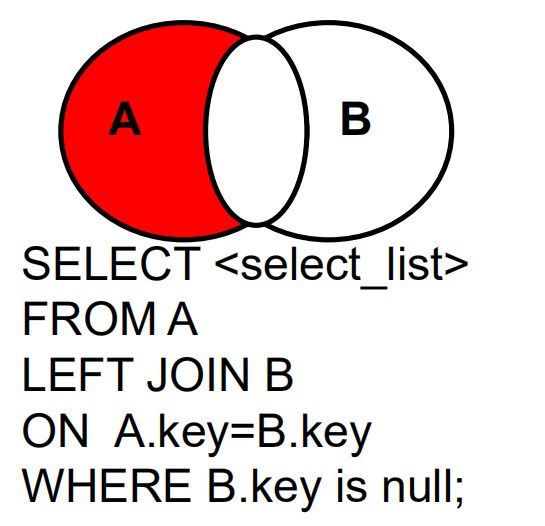 A B
SELECT <select_list>
FROM A
LEFT JOIN B
ON A.key=B.key
WHERE B.key is null;